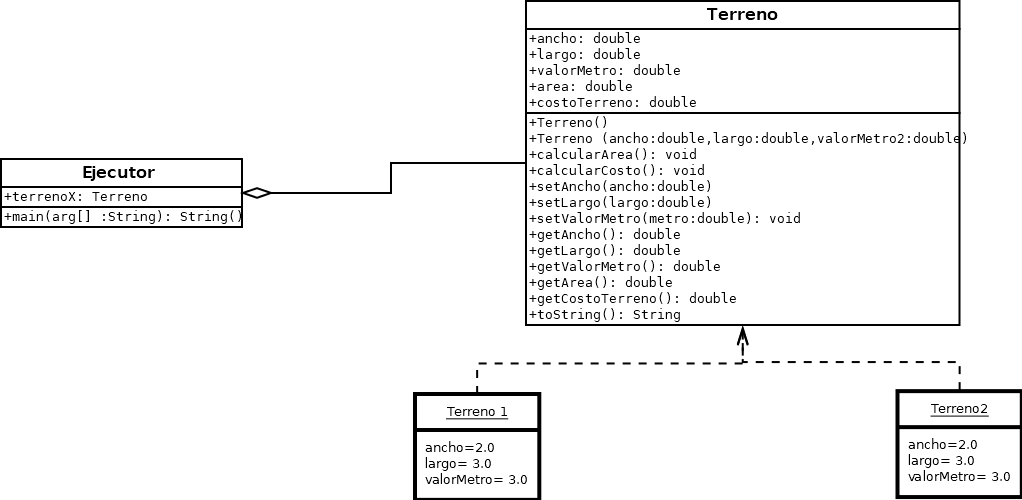 Terreno
+ancho: double
+largo: double
+valorMetro: double
+area: double
+costoTerreno: double
+Terreno()
+Terreno (ancho:double,largo:double,valorMetro2:double)
+calcularArea(): void
+calcularCosto(): void
+setAncho(ancho:double)
+setLargo(largo:double)
+setValorMetro(metro:double): void
+getAncho(): double
+getLargo(): double
+getValorMetro(): double
+getArea(): double
+getCostoTerreno(): double
+toString(): String
Ejecutor
+terrenoX: Terreno
+main(arg[] :String): String()
Terreno 1
ancho=2.0
largo= 3.0
valorMetro= 3.0
Terreno2
ancho=2.0
largo= 3.0
valorMetro= 3.0